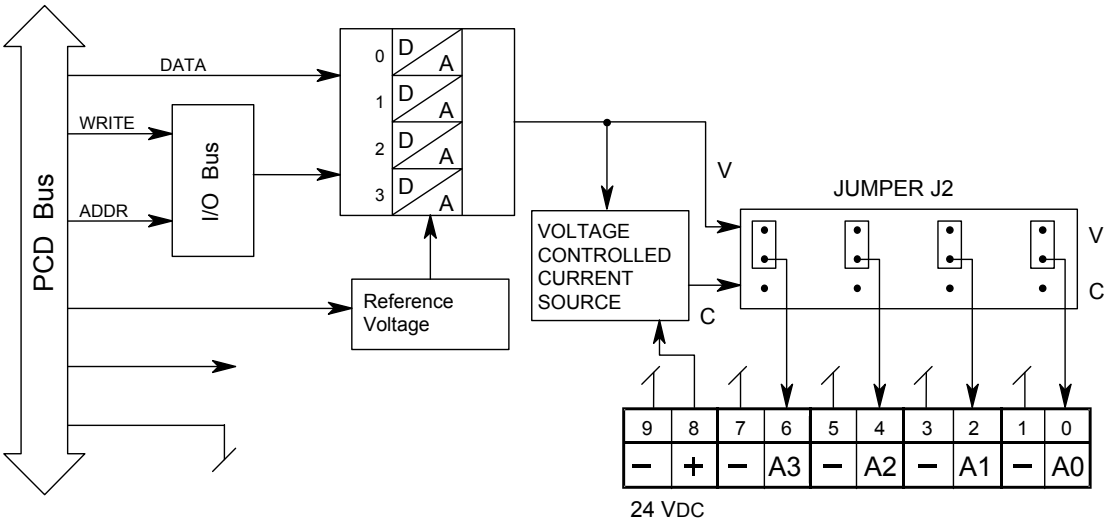 PCD Bus
DATA
WRITE
ADDR
I/O Bus
0 D A
1 D A
2 D A
3 D A
Reference
Voltage
VOLTAGE
CONTROLLED
CURRENT
SOURCE
V
C
JUMPER J2
V
C
9 8 7 6 5 4 3 2 1 0
– + – A3 – A2 – A1 – A0
24 VDC